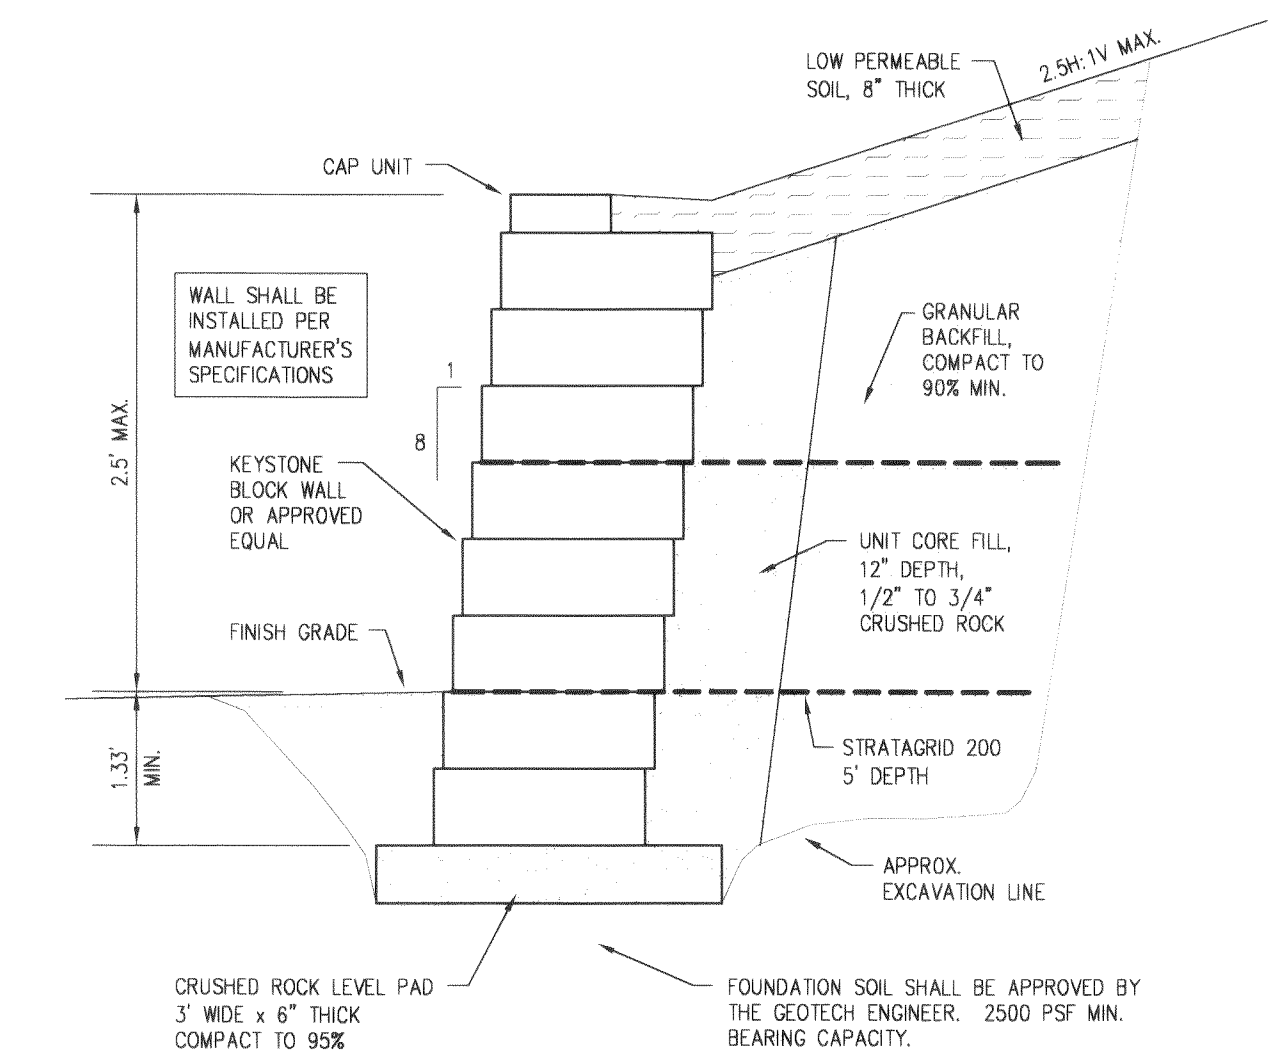 LOW PERMEABLE
SOIL, 8" THICK
2.5H:1V MAX.
CAP UNIT
WALL SHALL BE
INSTALLED PER
MANUFACTURER'S
SPECIFICATIONS
GRANULAR
BACKFILL,
COMPACT TO
90% MIN.
1
8
2.5' MAX.
KEYSTONE
BLOCK WALL
OR APPROVED
EQUAL
UNIT CORE FILL,
12" DEPTH,
1/2" TO 3/4"
CRUSHED ROCK
FINISH GRADE
1.33'
MIN.
STRATAGRID 200
5' DEPTH
APPROX.
EXCAVATION LINE
CRUSHED ROCK LEVEL PAD
3' WIDE x 6" THICK
COMPACT TO 95%
FOUNDATION SOIL SHALL BE APPROVED BY
THE GEOTECH ENGINEER. 2500 PSF MIN.
BEARING CAPACITY.